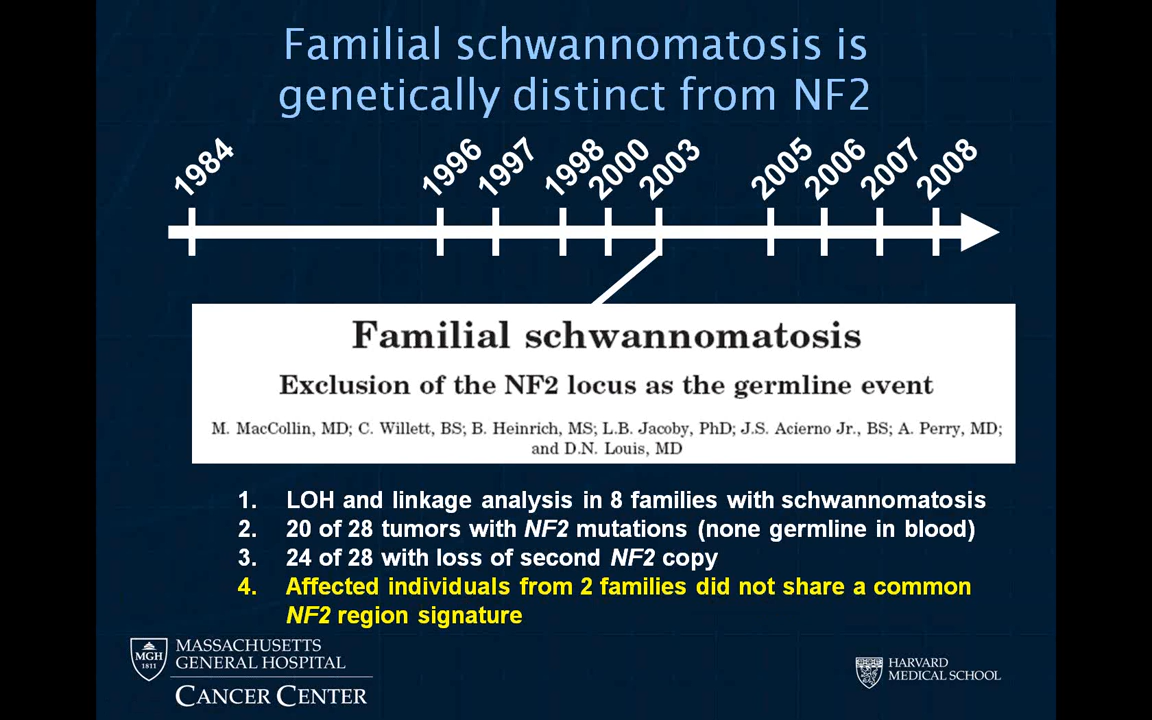 Familial schwannomatosis is
genetically distinct from NF2
1984
1996
1997
1998
2000
2003
2005
2006
2007
2008
Familial schwannomatosis
Exclusion of the NF2 locus as the germline event
M. MacCollin, MD; C. Willett, BS; B. Heinrich, MS; L.B. Jacoby, PhD; J.S. Acierno Jr., BS; A. Perry, MD;
and D.N. Louis, MD
1. LOH and linkage analysis in 8 families with schwannomatosis
2. 20 of 28 tumors with NF2 mutations (none germline in blood)
3. 24 of 28 with loss of second NF2 copy
4. Affected individuals from 2 families did not share a common
NF2 region signature
MGH
1811
MASSACHUSETTS
GENERAL HOSPITAL
CANCER CENTER
HARVARD
MEDICAL SCHOOL